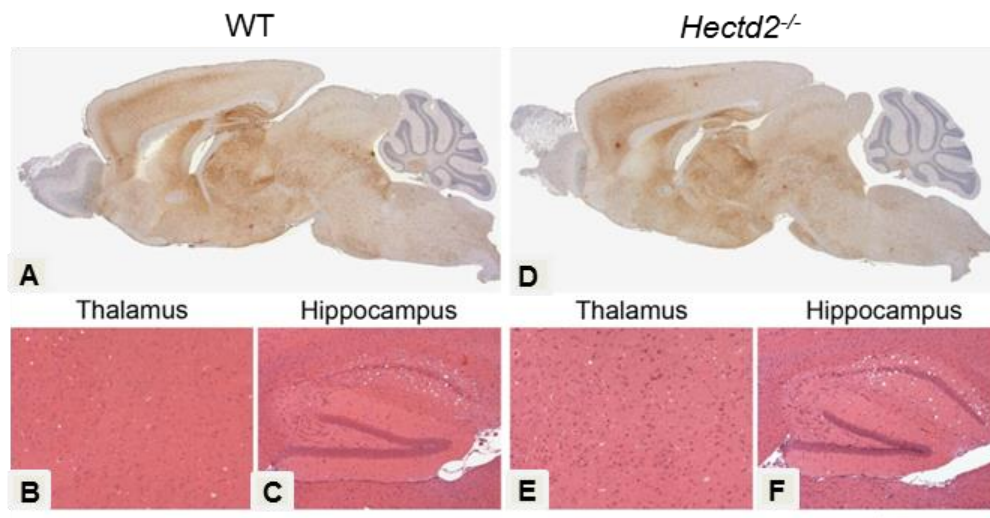 WT
Hectd2-/-
A
D
Thalamus
Hippocampus
Thalamus
Hippocampus
B
C
E
F